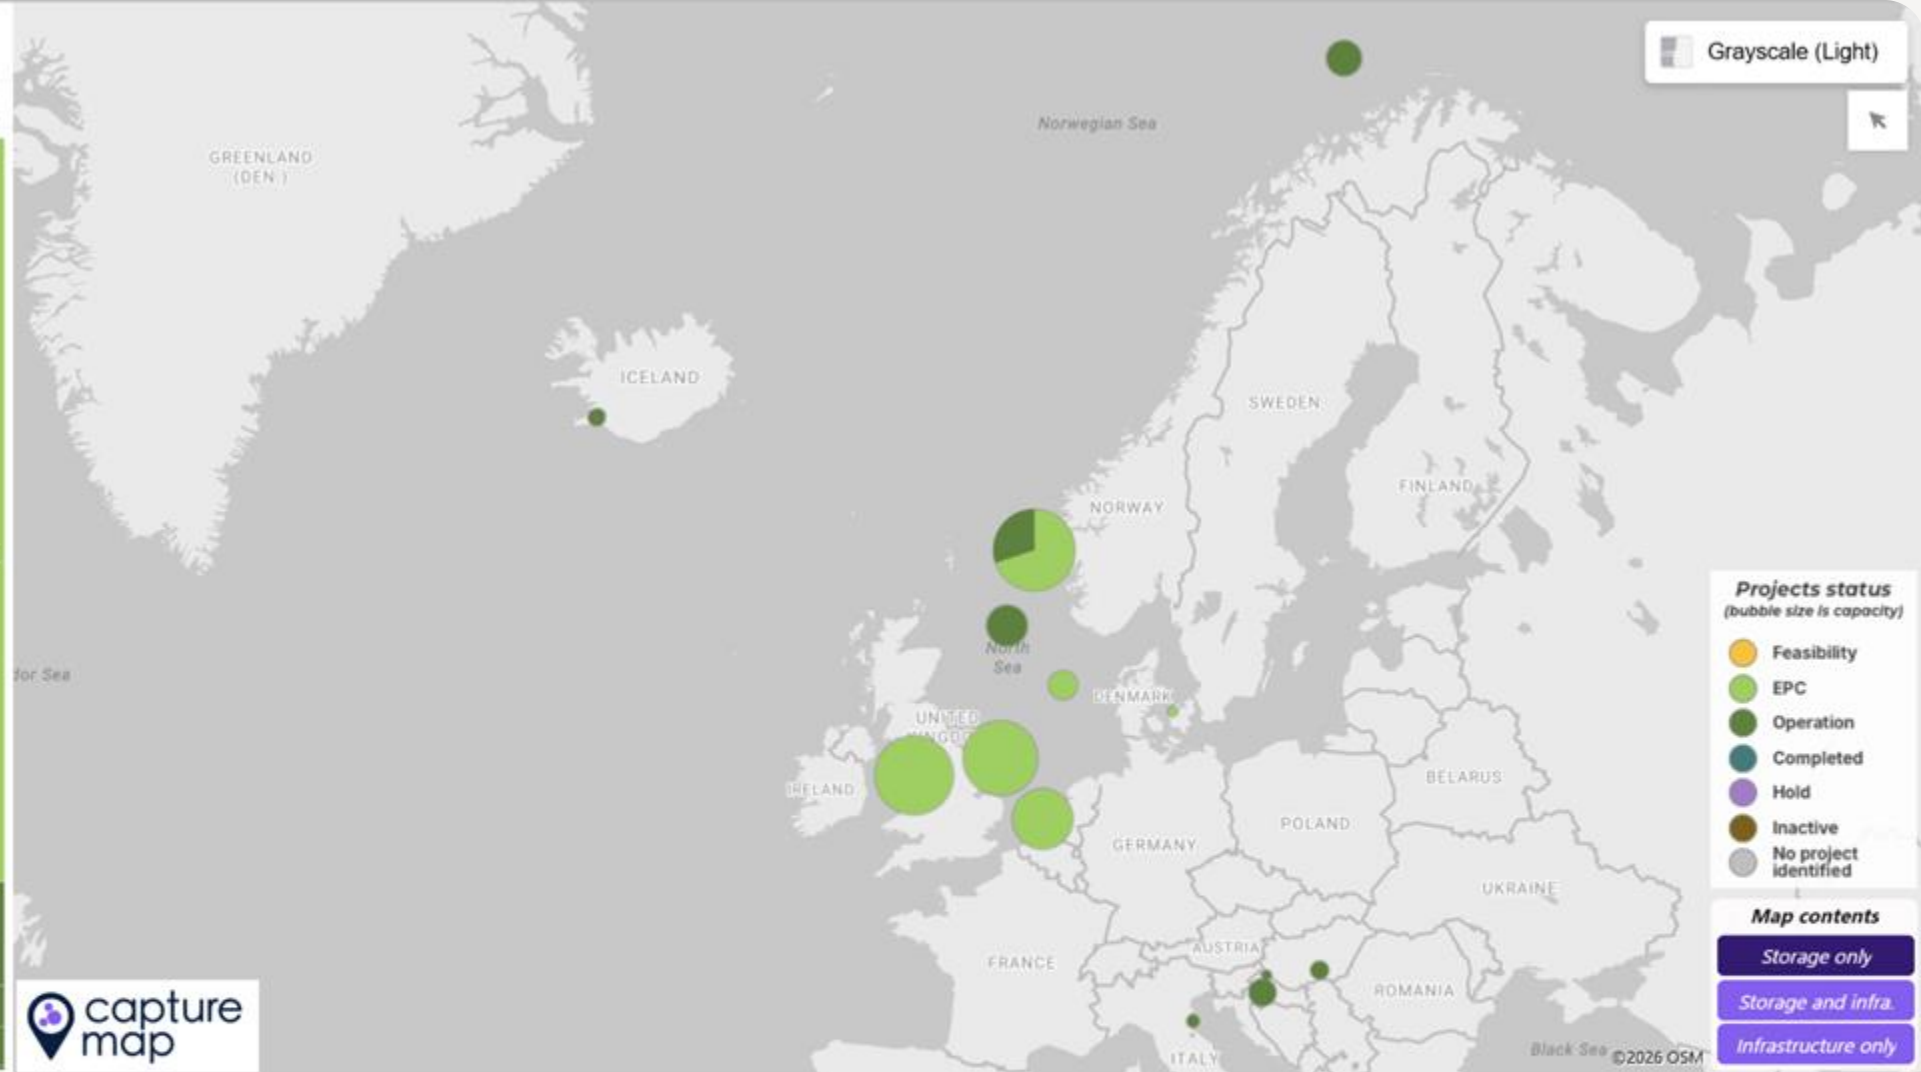 Grayscale (Light)
Norwegian Sea
GREENLAND
(DEN.)
ICELAND
SWEDEN
FINLAND
NORWAY
North
Sea
dor Sea
DENMARK
UNITED
IRELAND
BELARUS
POLAND
GERMANY
UKRAINE
AUSTRIA
FRANCE
ROMANIA
ITALY
Black Sea
©2026 OSM
Projects status
(bubble size is capacity)
Feasibility
EPC
Operation
Completed
Hold
Inactive
No project
identified
Map contents
Storage only
Storage and infra.
Infrastructure only
capture
map